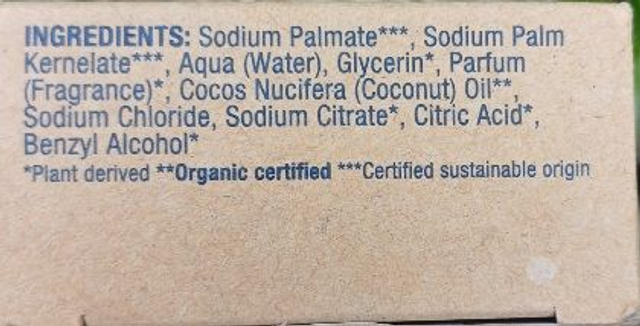 INGREDIENTS: Sodium Palmate***, Sodium Palm
Kernelate***, Aqua (Water), Glycerin*, Parfum
(Fragrance)*, Cocos Nucifera (Coconut) Oil**,
Sodium Chloride, Sodium Citrate*, Citric Acid*,
Benzyl Alcohol*
*Plant derived **Organic certified ***Certified sustainable origin